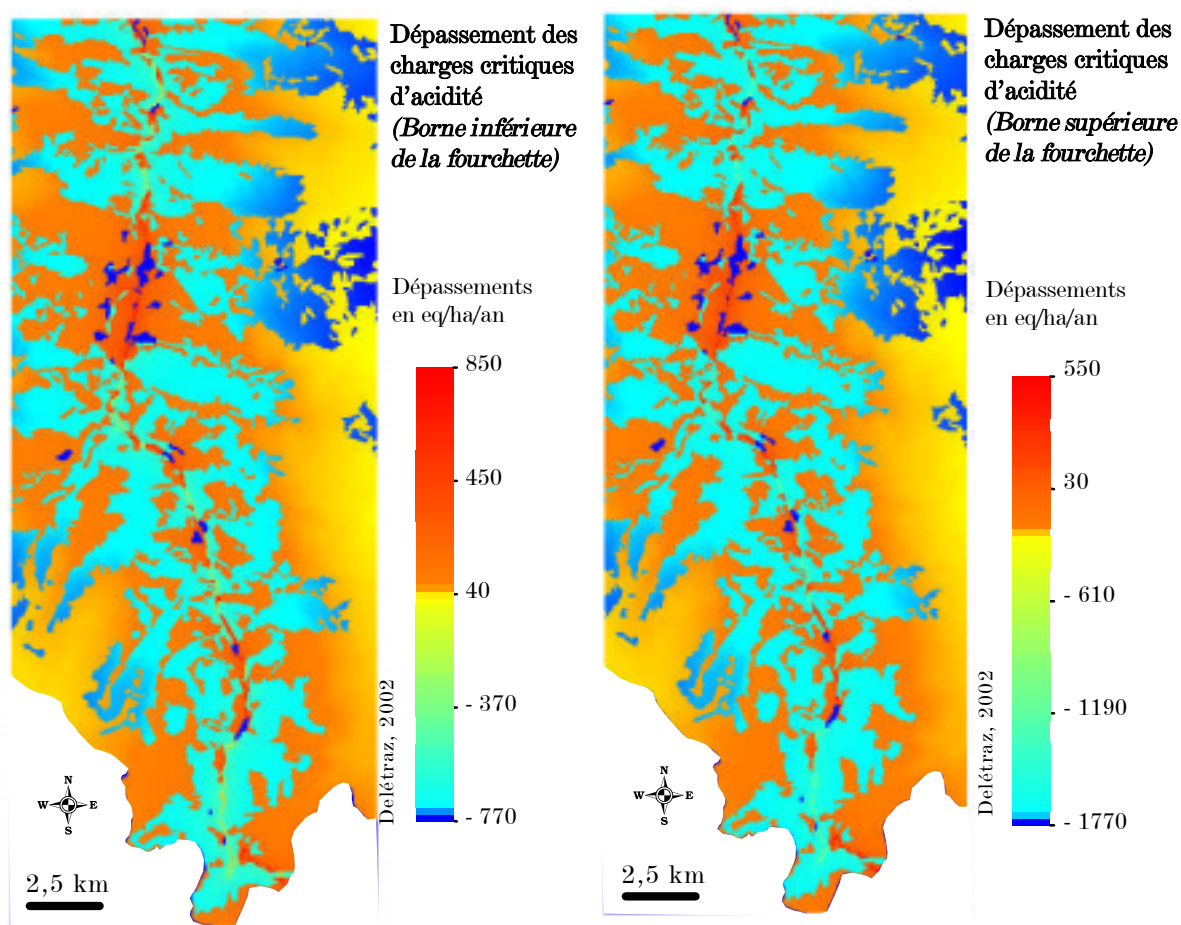 Dépassement des
charges critiques
d'acidité
(Borne inférieure
de la fourchette)
Dépassements
en eq/ha/an
850
450
40
- 370
- 770
Delétraz, 2002
N
W E
S
2,5 km
Dépassement des
charges critiques
d'acidité
(Borne supérieure
de la fourchette)
Dépassements
en eq/ha/an
550
30
- 610
- 1190
- 1770
Delétraz, 2002
N
W E
S
2,5 km